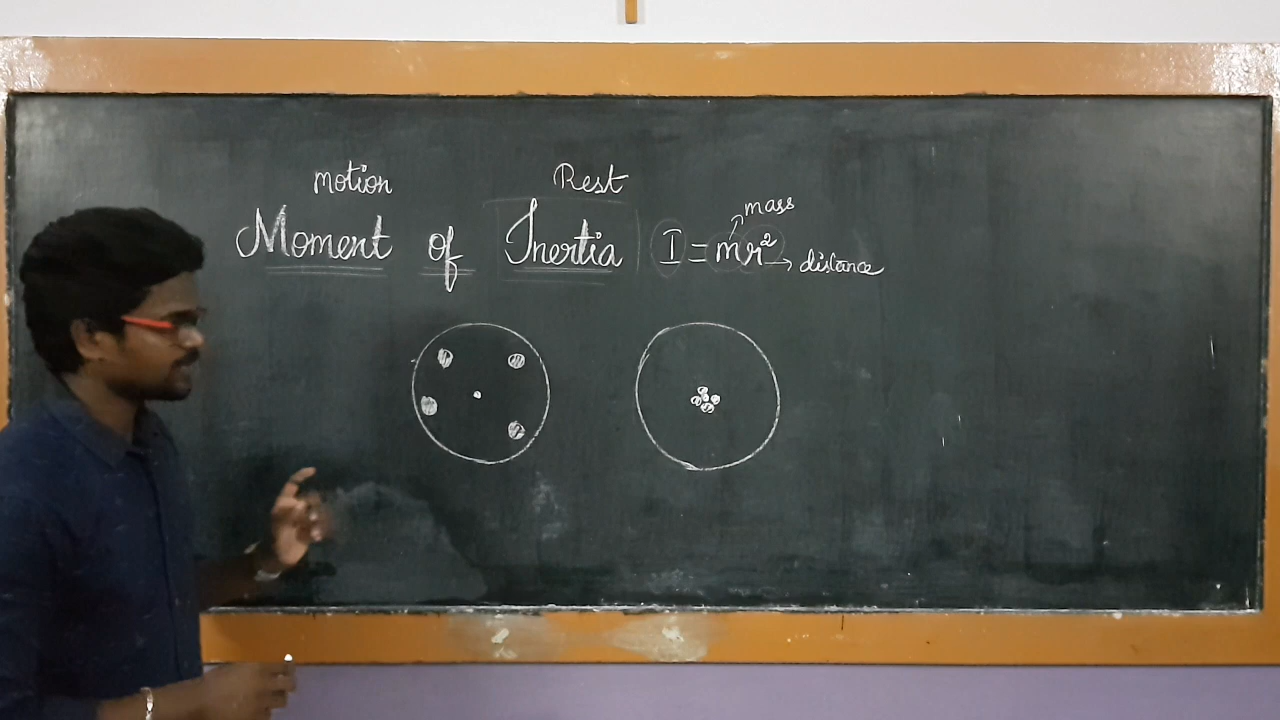 motion Rest
mass
Moment of Inertia I = mr²
→ distance